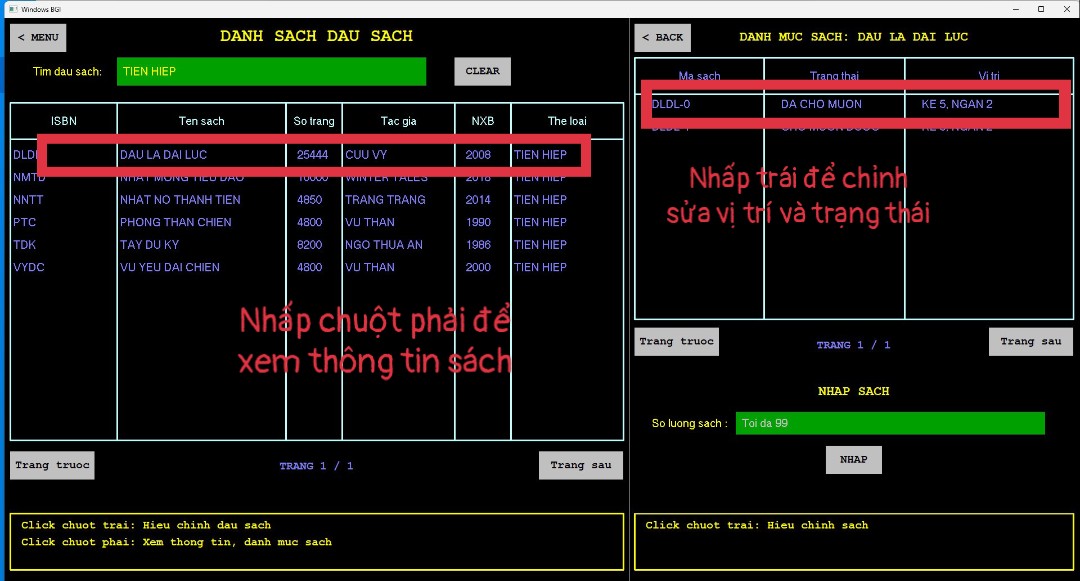 Windows BGI
< MENU
DANH SACH DAU SACH
Tim dau sach:
TIEN HIEP
CLEAR
ISBN Ten sach So trang Tac gia NXB The loai
DLDL DAU LA DAI LUC 25444 CUU VY 2008 TIEN HIEP
NMTD NHAT MONG TIEU DAO 10000 WINTER TALES 2018 TIEN HIEP
NNTT NHAT NO THANH TIEN 4850 TRANG TRANG 2014 TIEN HIEP
PTC PHONG THAN CHIEN 4800 VU THAN 1990 TIEN HIEP
TDK TAY DU KY 8200 NGO THUA AN 1986 TIEN HIEP
VYDC VU YEU DAI CHIEN 4800 VU THAN 2000 TIEN HIEP
Nhấp chuột phải để
xem thông tin sách
Trang truoc
TRANG 1 / 1
Trang sau
Click chuot trai: Hieu chinh dau sach
Click chuot phai: Xem thong tin, danh muc sach
< BACK
DANH MUC SACH: DAU LA DAI LUC
Ma sach Trang thai Vi tri
DLDL-0 DA CHO MUON KE 5, NGAN 2
DLDL-1 CHO MUON DUOC KE 5, NGAN 2
Nhấp trái để chỉnh
sửa vị trí và trạng thái
Trang truoc
TRANG 1 / 1
Trang sau
NHAP SACH
So luong sach :
Toi da 99
NHAP
Click chuot trai: Hieu chinh sach